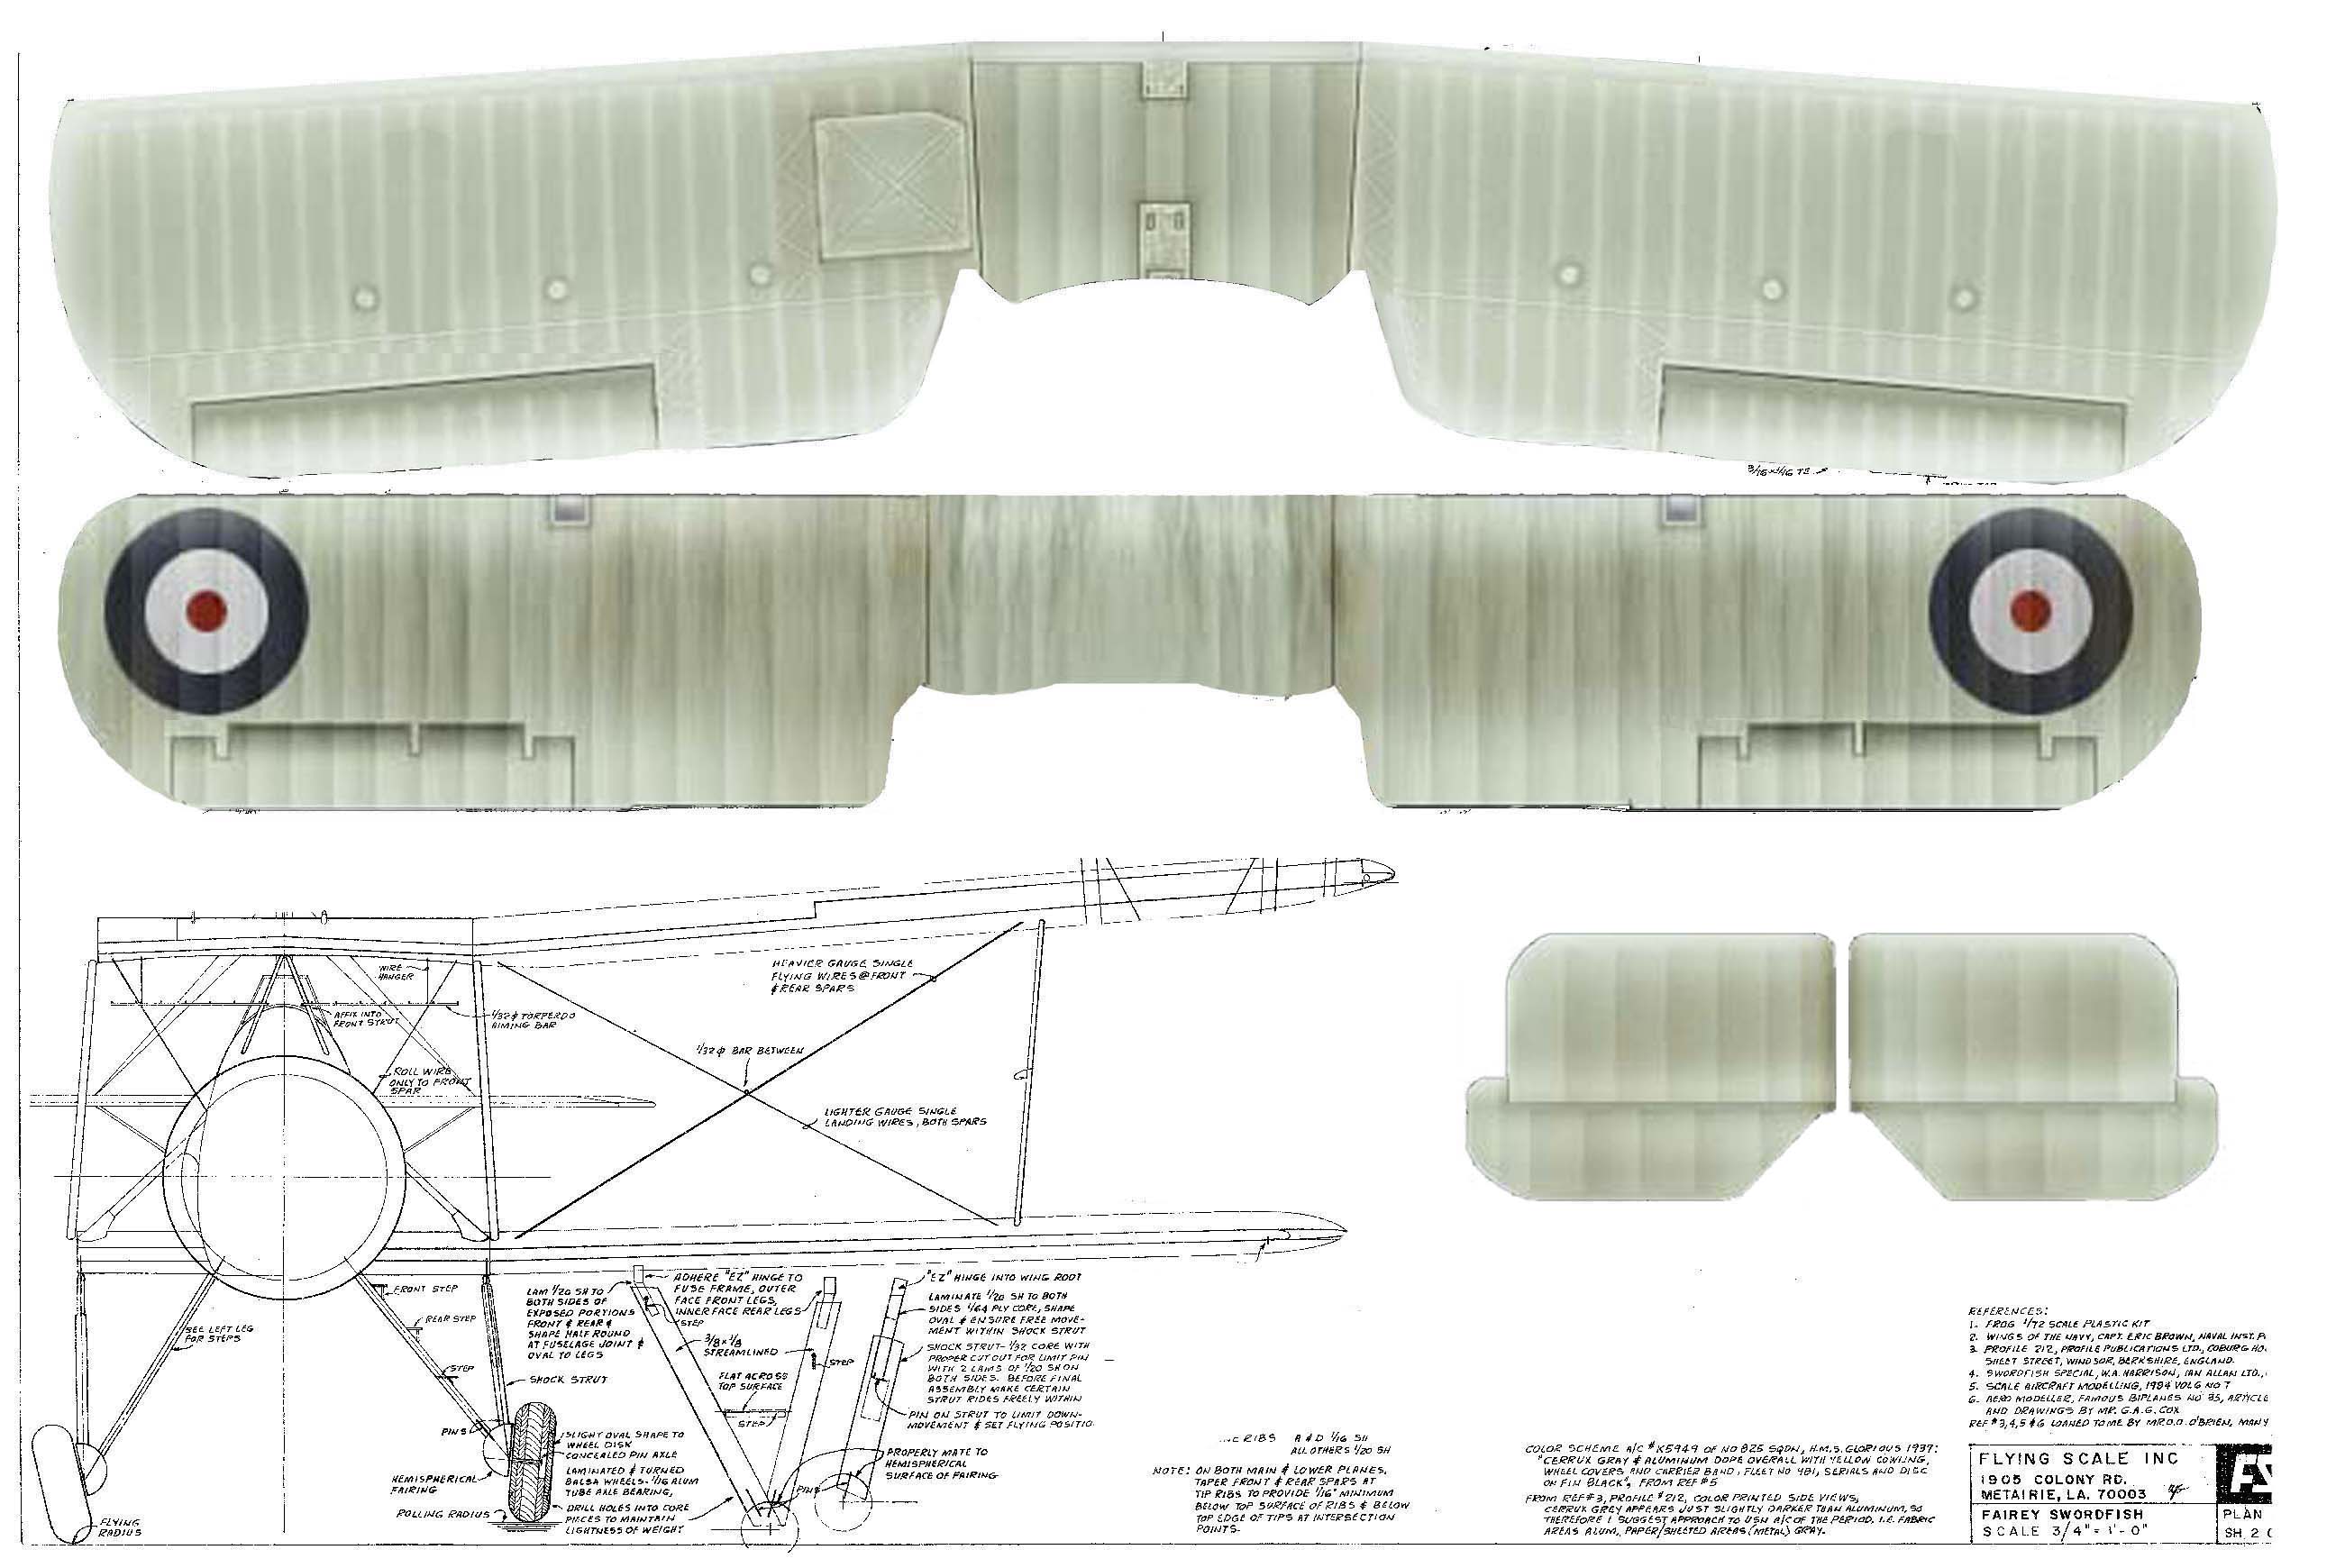 3/16 x 1/16 TE
WIRE
HANGER
AFFIX INTO
FRONT STRUT
1/32 ϕ TORPEDO
AIMING BAR
HEAVIER GAUGE SINGLE
FLYING WIRES @ FRONT
& REAR SPARS
1/32 ϕ BAR BETWEEN
ROLL WIRE
ONLY TO FRONT
SPAR
LIGHTER GAUGE SINGLE
LANDING WIRES, BOTH SPARS
FRONT STEP
REAR STEP
SEE LEFT LEG
FOR STEPS
STEP
SHOCK STRUT
LAM 1/20 SH TO
BOTH SIDES OF
EXPOSED PORTIONS
FRONT & REAR &
SHAPE HALF ROUND
AT FUSELAGE JOINT &
OVAL TO LEGS
ADHERE "EZ" HINGE TO
FUSE FRAME, OUTER
FACE FRONT LEGS,
INNER FACE REAR LEGS
STEP
3/8 x 1/8
STREAMLINED
STEP
FLAT ACROSS
TOP SURFACE
STEP
"EZ" HINGE INTO WING ROOT
LAMINATE 1/20 SH TO BOTH
SIDES 1/64 PLY CORE, SHAPE
OVAL & ENSURE FREE MOVE-
MENT WITHIN SHOCK STRUT
SHOCK STRUT - 1/32 CORE WITH
PROPER CUTOUT FOR LIMIT PIN
WITH 2 LAMS OF 1/20 SH ON
BOTH SIDES. BEFORE FINAL
ASSEMBLY MAKE CERTAIN
STRUT RIDES FREELY WITHIN
PIN ON STRUT TO LIMIT DOWN-
MOVEMENT & SET FLYING POSITIO
PINS
SLIGHT OVAL SHAPE TO
WHEEL DISK
CONCEALED PIN AXLE
HEMISPHERICAL
FAIRING
LAMINATED & TURNED
BALSA WHEELS - 1/16 ALUM
TUBE AXLE BEARING,
DRILL HOLES INTO CORE
PIECES TO MAINTAIN
LIGHTNESS OF WEIGHT
ROLLING RADIUS
FLYING
RADIUS
PROPERLY MATE TO
HEMISPHERICAL
SURFACE OF FAIRING
PINS
RIBS A & D 1/16 SH
ALL OTHERS 1/20 SH
NOTE: ON BOTH MAIN & LOWER PLANES,
TAPER FRONT & REAR SPARS AT
TIP RIBS TO PROVIDE 1/16" MINIMUM
BELOW TOP SURFACE OF RIBS & BELOW
TOP EDGE OF TIPS AT INTERSECTION
POINTS.
COLOR SCHEME A/C # K5949 OF NO 825 SQDN, H.M.S. GLORIOUS 1937:
"CERRUX GRAY & ALUMINUM DOPE OVERALL WITH YELLOW COWLING,
WHEEL COVERS AND CARRIER BAND, FLEET NO 981, SERIALS AND DISC
ON FIN BLACK", FROM REF #5
FROM REF #3, PROFILE #212, COLOR PRINTED SIDE VIEWS,
CERRUX GREY APPEARS JUST SLIGHTLY DARKER THAN ALUMINUM, SO
THEREFORE I SUGGEST APPROACH TO USN A/C OF THE PERIOD. I.E. FABRIC
AREAS ALUM, PAPER/SHEETED AREAS (METAL) GRAY.
REFERENCES:
1. FROG 1/72 SCALE PLASTIC KIT
2. WINGS OF THE NAVY, CAPT. ERIC BROWN, NAVAL INST. P
3. PROFILE 212, PROFILE PUBLICATIONS LTD., COBURG HO.
SHEET STREET, WINDSOR, BERKSHIRE, ENGLAND.
4. SWORDFISH SPECIAL, W.A. HARRISON, IAN ALLAN LTD.,
5. SCALE AIRCRAFT MODELLING, 1984 VOL 6 NO 7
6. AERO MODELLER, FAMOUS BIPLANES NO 35, ARTICLE
AND DRAWINGS BY MR. G.A.G. COX
REF #3,4,5 & 6 LOANED TO ME BY MR. D.D. O'BRIEN, MANY
FLYING SCALE INC
1905 COLONY RD.
METAIRIE, LA. 70003
FAIREY SWORDFISH
SCALE 3/4" = 1'-0"
FS
PLAN
SH. 2